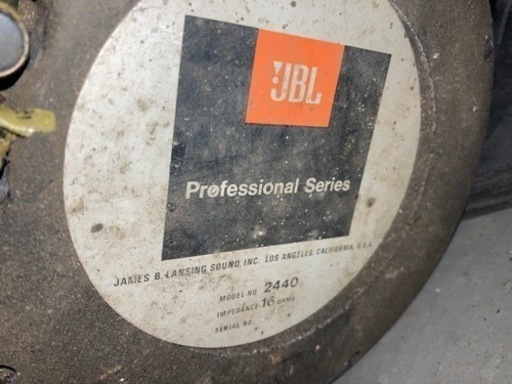 JBL
Professional Series
JAMES B. LANSING SOUND, INC. LOS ANGELES, CALIFORNIA, U.S.A.
MODEL NO. 2440
IMPEDANCE 16 OHMS
SERIAL NO.